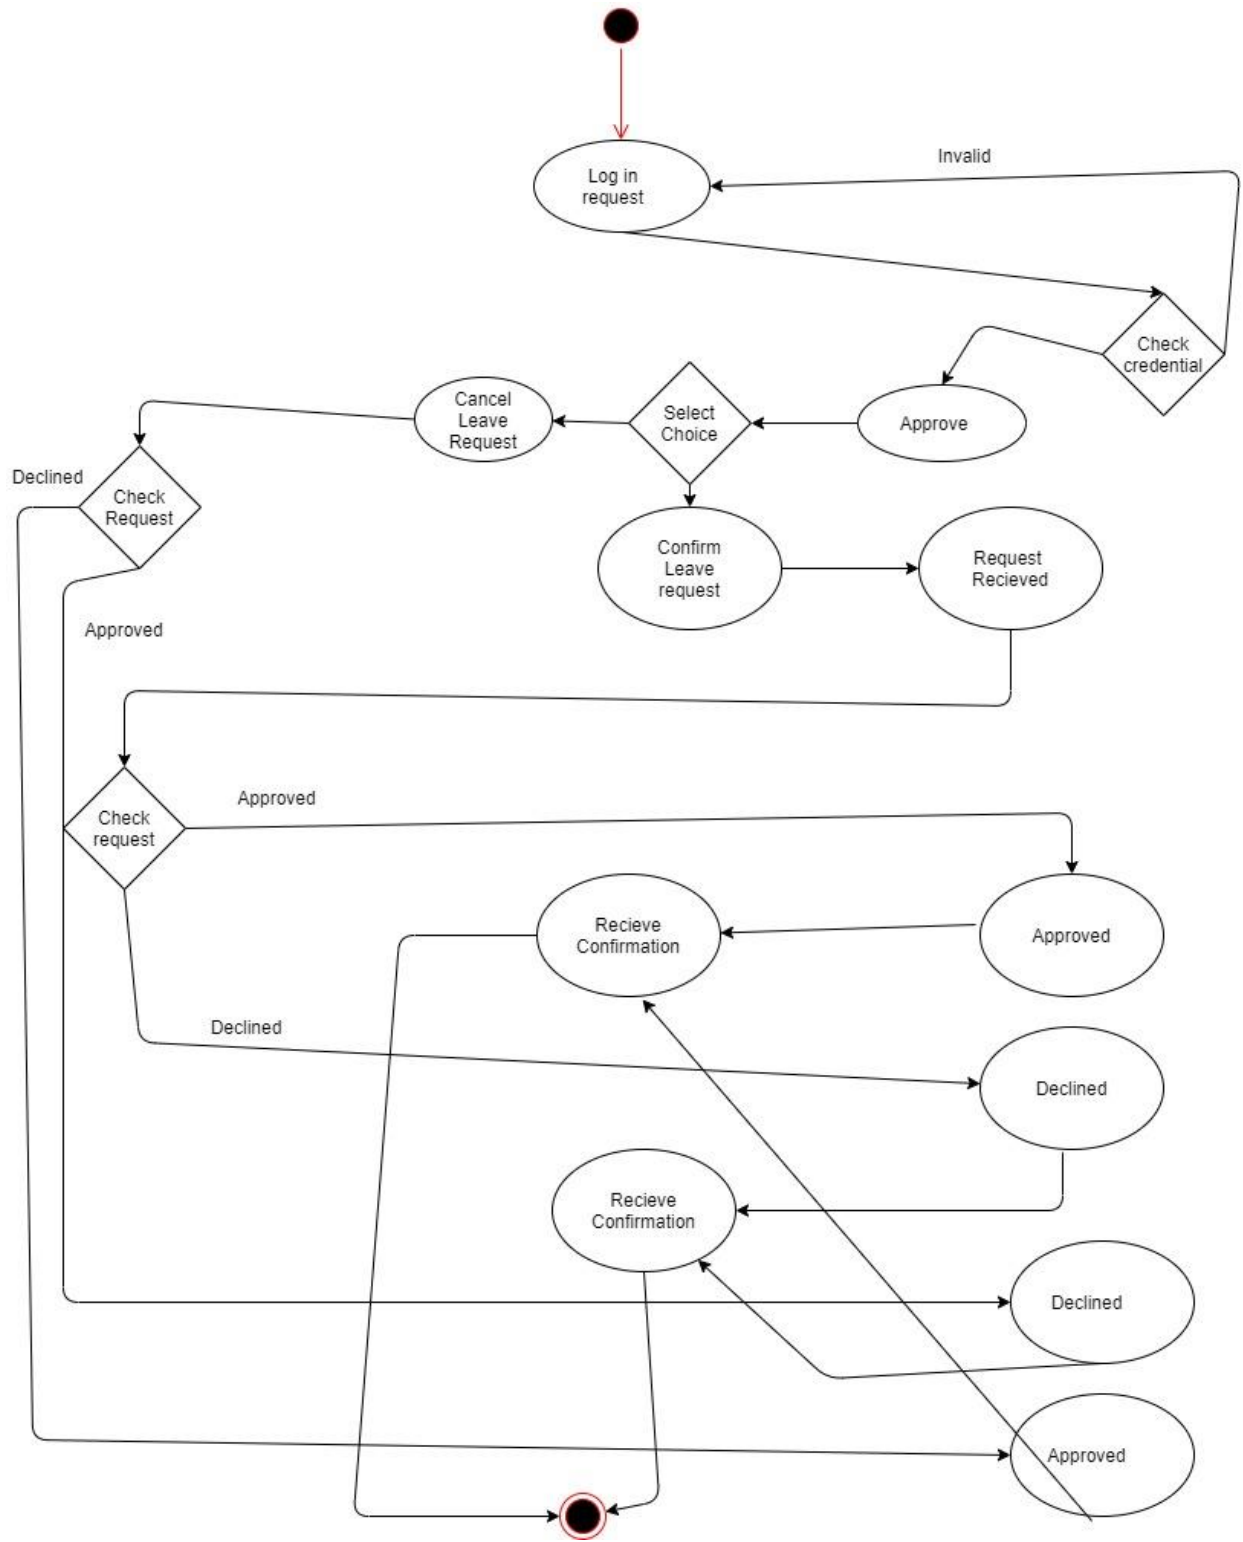 Log in
request
Invalid
Check
credential
Cancel
Leave
Request
Select
Choice
Approve
Declined
Check
Request
Confirm
Leave
request
Request
Recieved
Approved
Check
request
Approved
Recieve
Confirmation
Approved
Declined
Declined
Recieve
Confirmation
Declined
Approved